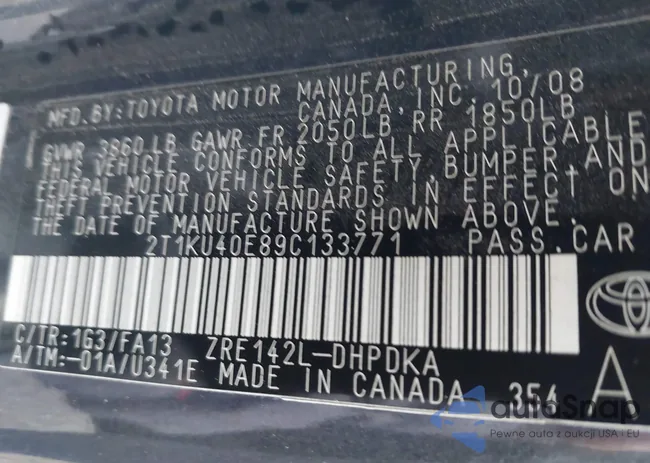 MFD. BY: TOYOTA MOTOR MANUFACTURING,
CANADA, INC. 10/08
GVWR 3860LB GAWR FR 2050LB RR 1850LB
THIS VEHICLE CONFORMS TO ALL APPLICABLE
FEDERAL MOTOR VEHICLE SAFETY, BUMPER, AND
THEFT PREVENTION STANDARDS IN EFFECT ON
THE DATE OF MANUFACTURE SHOWN ABOVE.
2T1KU40E89C133771 PASS. CAR
C/TR: 1G3/FA13 ZRE142L-DHPDKA
A/TM: -01A/U341E MADE IN CANADA 354 A
autoSnap
Pewne auta z aukcji USA i EU